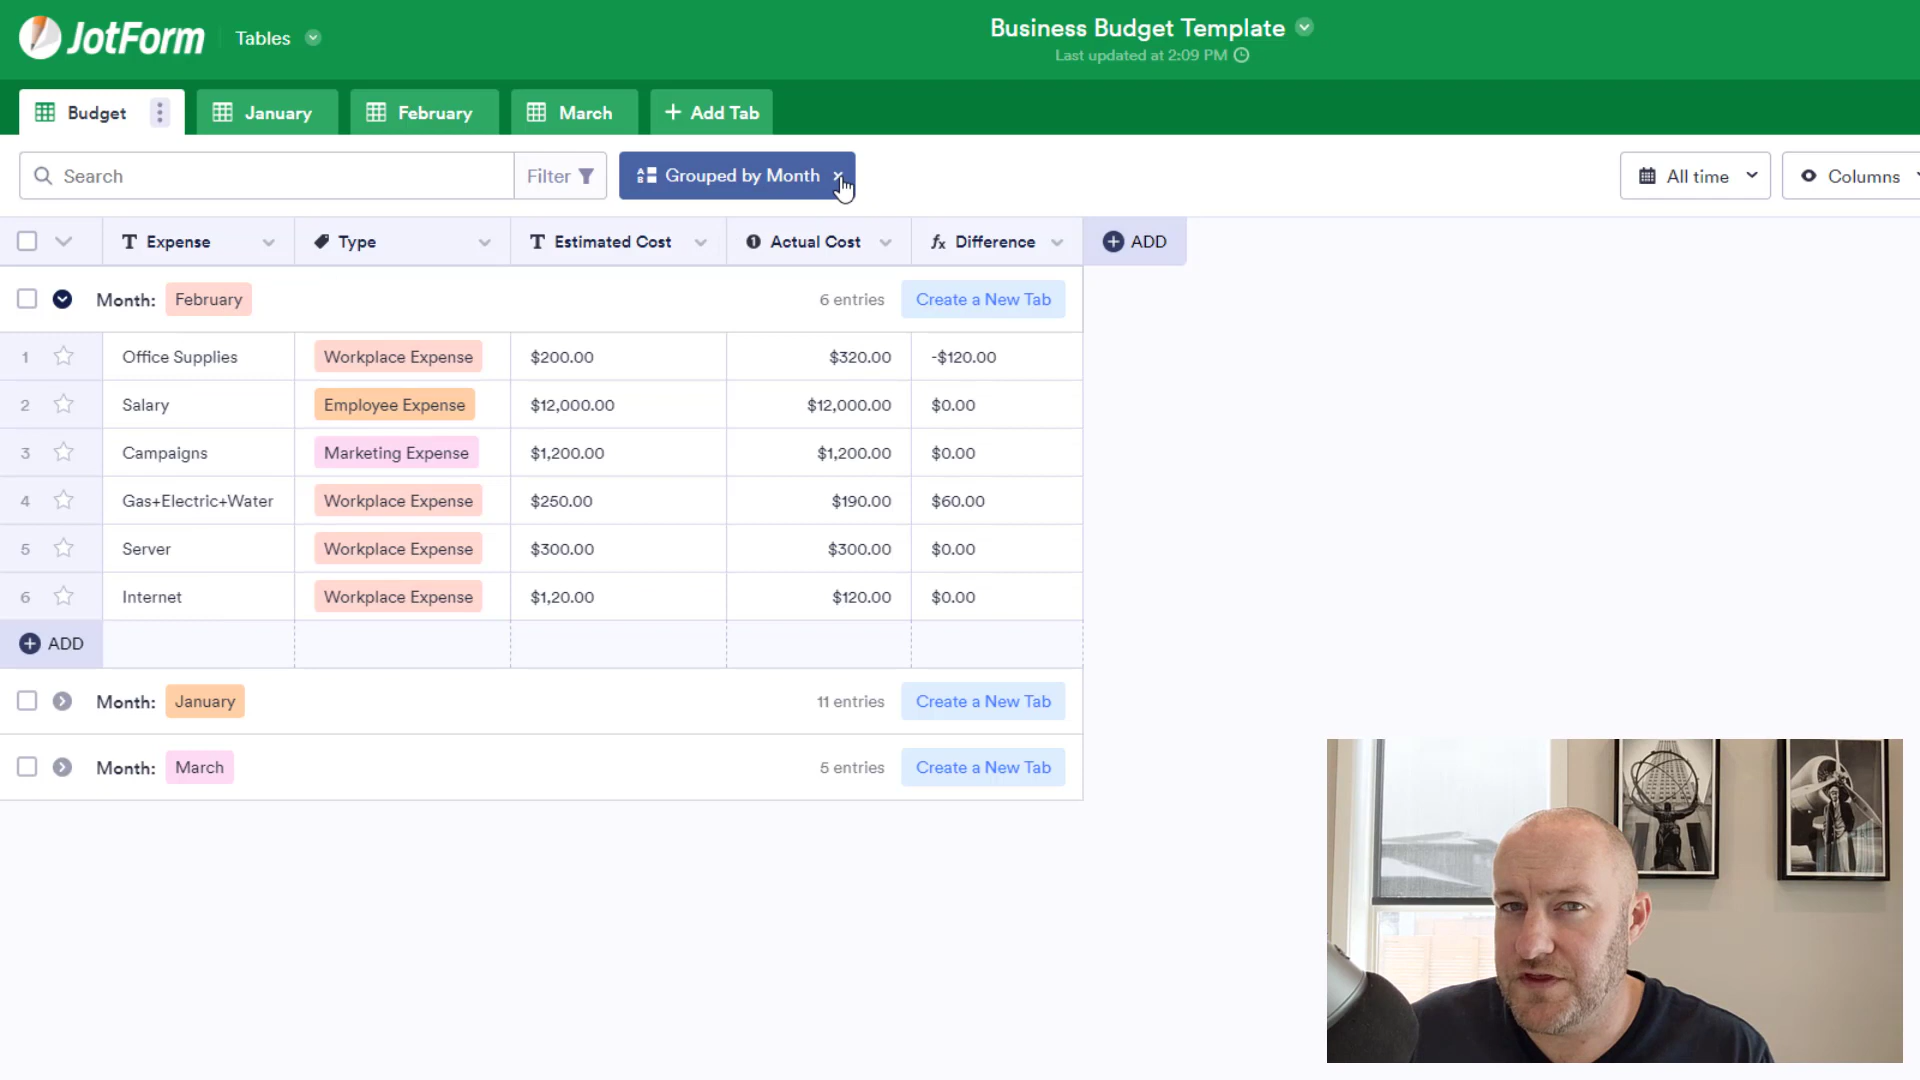 JotForm Tables
Business Budget Template
Last updated at 2:09 PM
Budget January February March + Add Tab
Search Filter Grouped by Month × All time Columns
Expense Type Estimated Cost Actual Cost Difference ADD
Month: February 6 entries Create a New Tab
1 Office Supplies Workplace Expense $200.00 $320.00 -$120.00
2 Salary Employee Expense $12,000.00 $12,000.00 $0.00
3 Campaigns Marketing Expense $1,200.00 $1,200.00 $0.00
4 Gas+Electric+Water Workplace Expense $250.00 $190.00 $60.00
5 Server Workplace Expense $300.00 $300.00 $0.00
6 Internet Workplace Expense $1,20.00 $120.00 $0.00
ADD
Month: January 11 entries Create a New Tab
Month: March 5 entries Create a New Tab